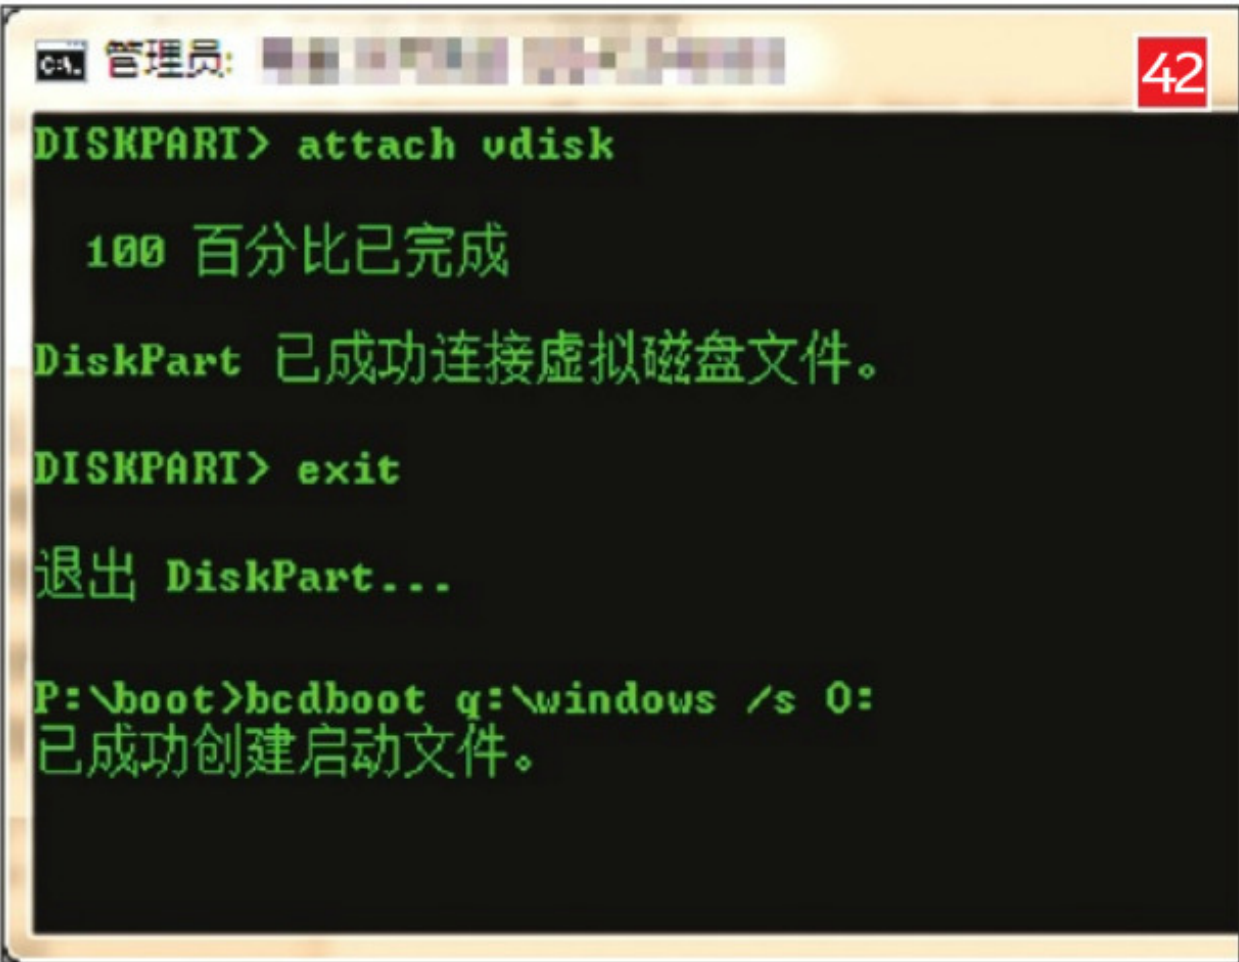 管理员:
42
DISKPART> attach vdisk
100 百分比已完成
DiskPart 已成功连接虚拟磁盘文件。
DISKPART> exit
退出 DiskPart...
P:\boot>bcdboot q:\windows /s O:
已成功创建启动文件。